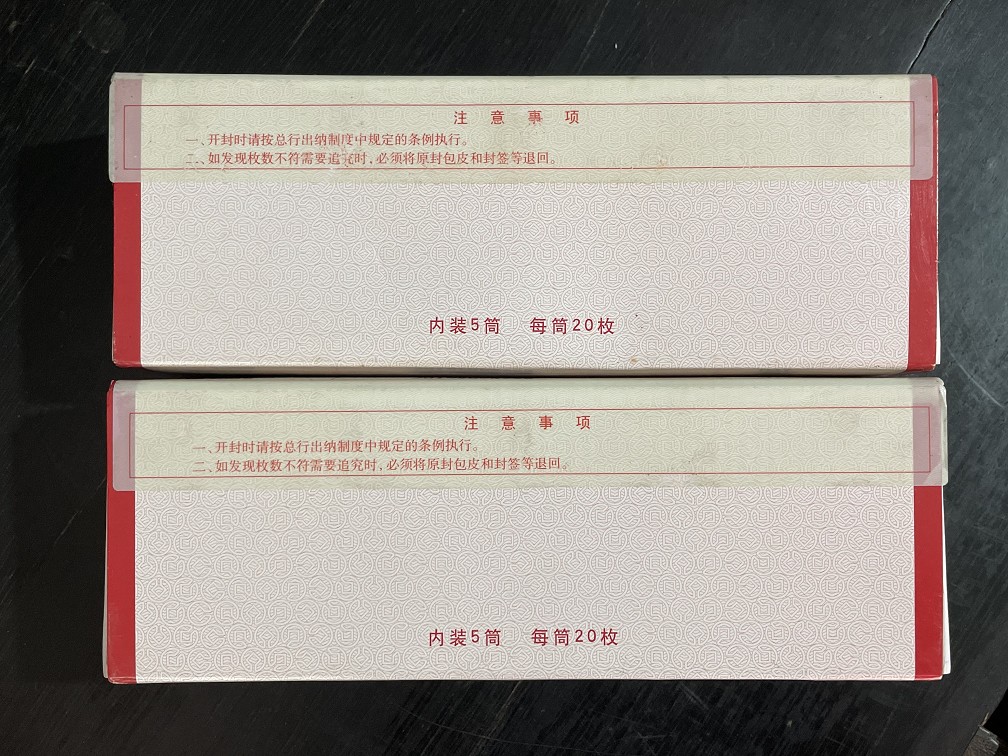 注意事项
一、开封时请按总行出纳制度中规定的条例执行。
二、如发现枚数不符需要追究时，必须将原封包皮和封签等退回。
内装5筒 每筒20枚
注意事项
一、开封时请按总行出纳制度中规定的条例执行。
二、如发现枚数不符需要追究时，必须将原封包皮和封签等退回。
内装5筒 每筒20枚